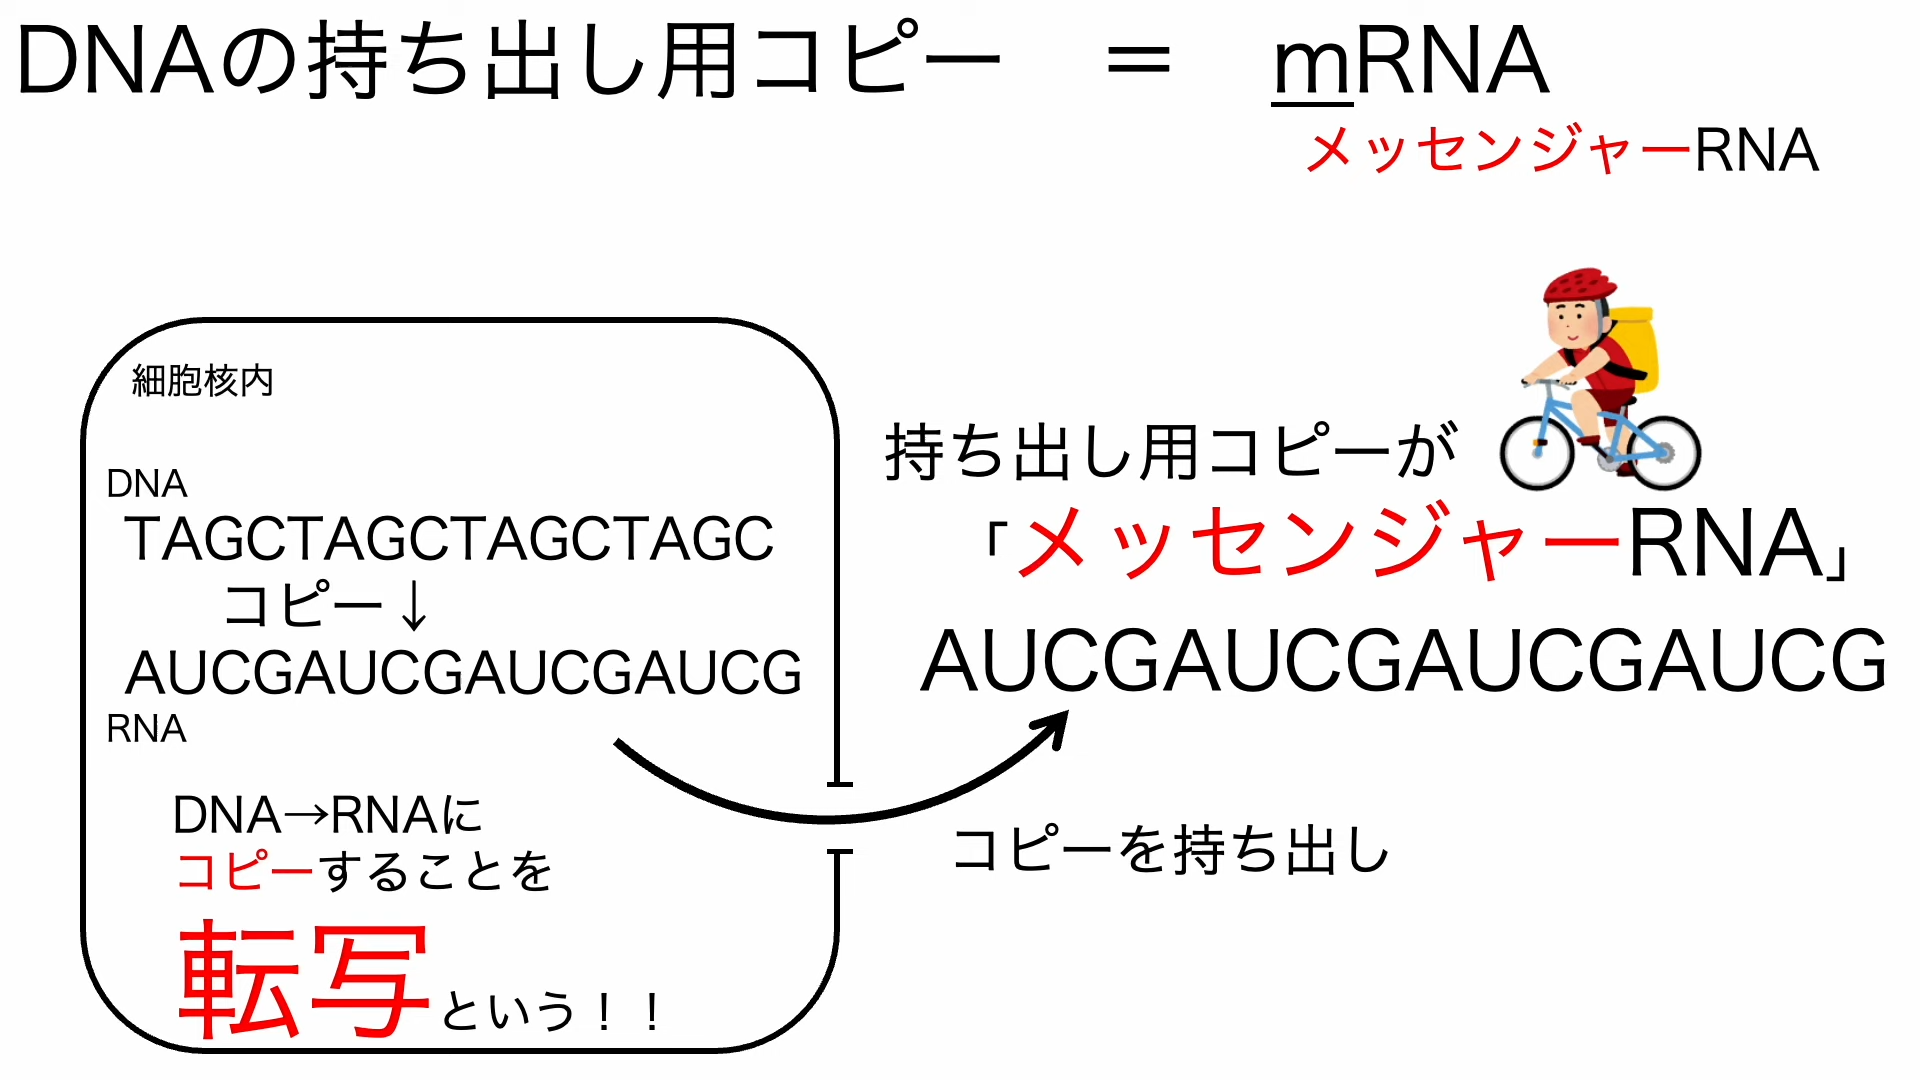 DNAの持ち出し用コピー　＝　mRNA
メッセンジャーRNA
細胞核内
DNA
TAGCTAGCTAGCTAGC
コピー↓
AUCGAUCGAUCGAUCG
RNA
DNA→RNAに
コピーすることを
転写という！！
持ち出し用コピーが
「メッセンジャーRNA」
AUCGAUCGAUCGAUCG
コピーを持ち出し